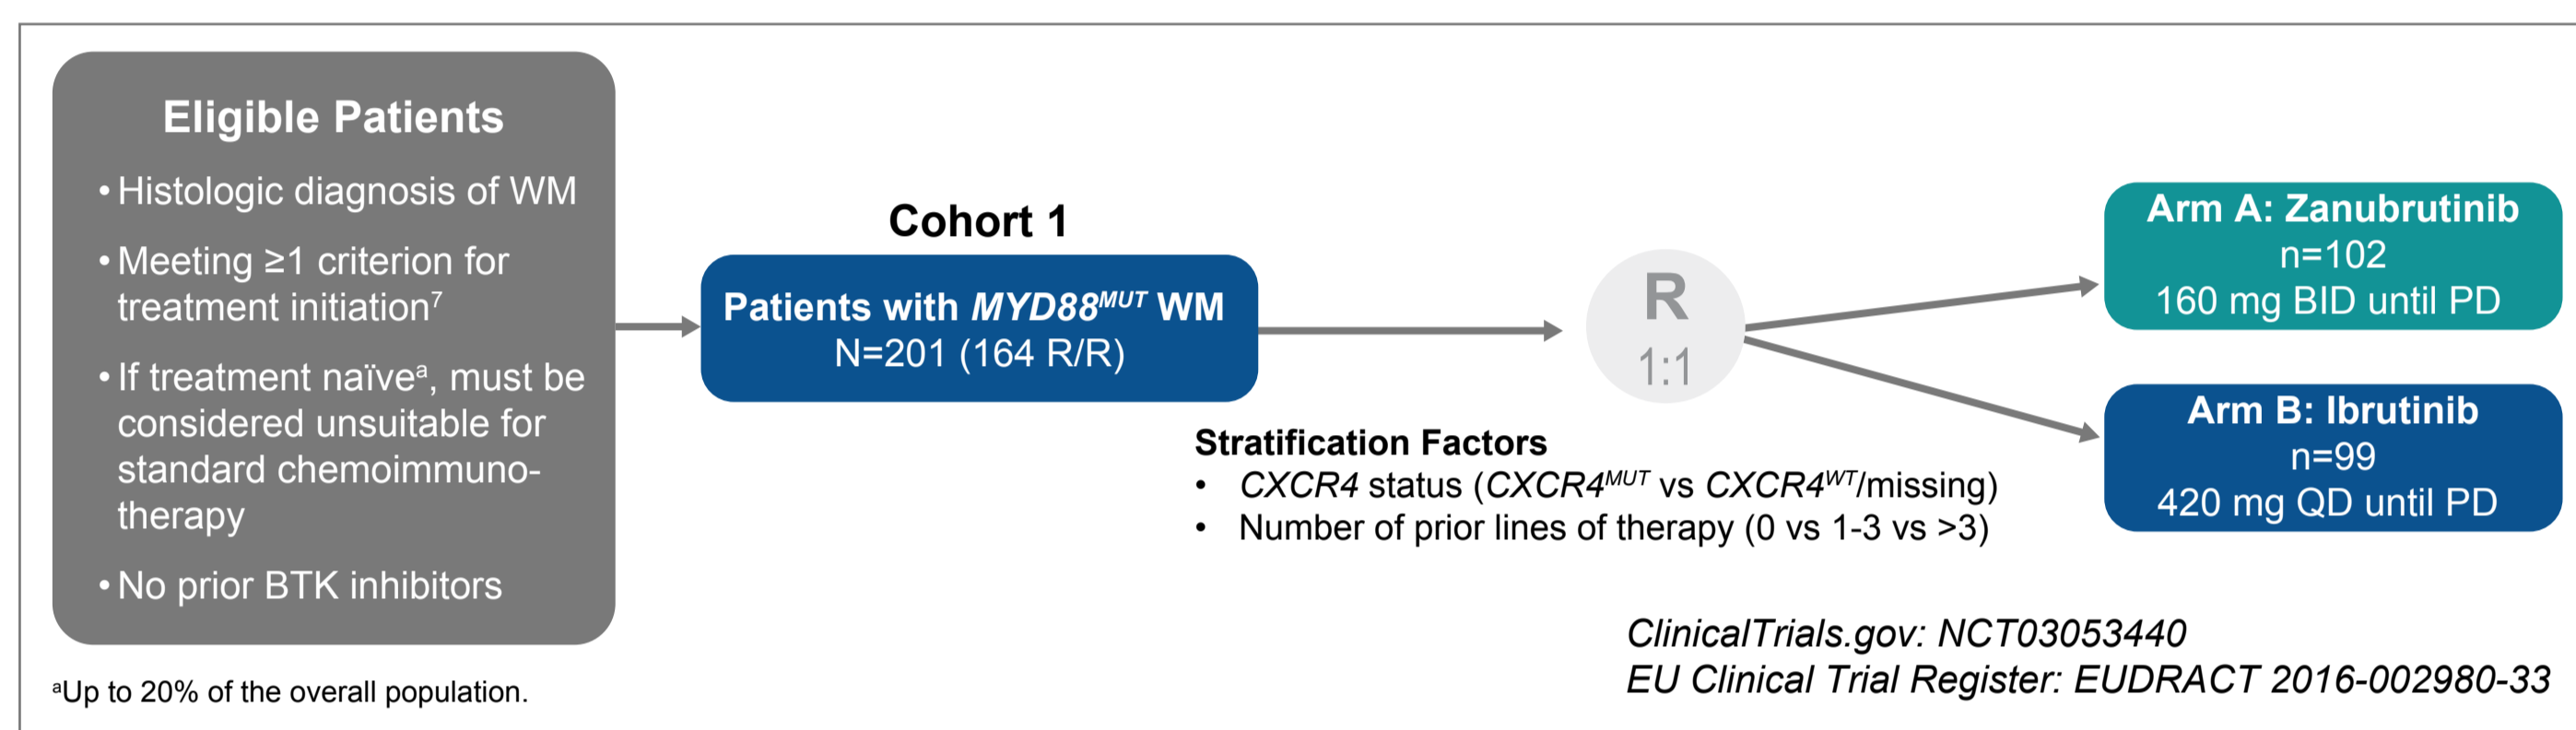 Eligible Patients
• Histologic diagnosis of WM
• Meeting ≥1 criterion for
treatment initiation⁷
• If treatment naïveᵃ, must be
considered unsuitable for
standard chemoimmuno-
therapy
• No prior BTK inhibitors
ᵃUp to 20% of the overall population.
Cohort 1
Patients with MYD88ᴹᵁᵀ WM
N=201 (164 R/R)
R
1:1
Stratification Factors
• CXCR4 status (CXCR4ᴹᵁᵀ vs CXCR4ᵂᵀ/missing)
• Number of prior lines of therapy (0 vs 1-3 vs >3)
Arm A: Zanubrutinib
n=102
160 mg BID until PD
Arm B: Ibrutinib
n=99
420 mg QD until PD
ClinicalTrials.gov: NCT03053440
EU Clinical Trial Register: EUDRACT 2016-002980-33